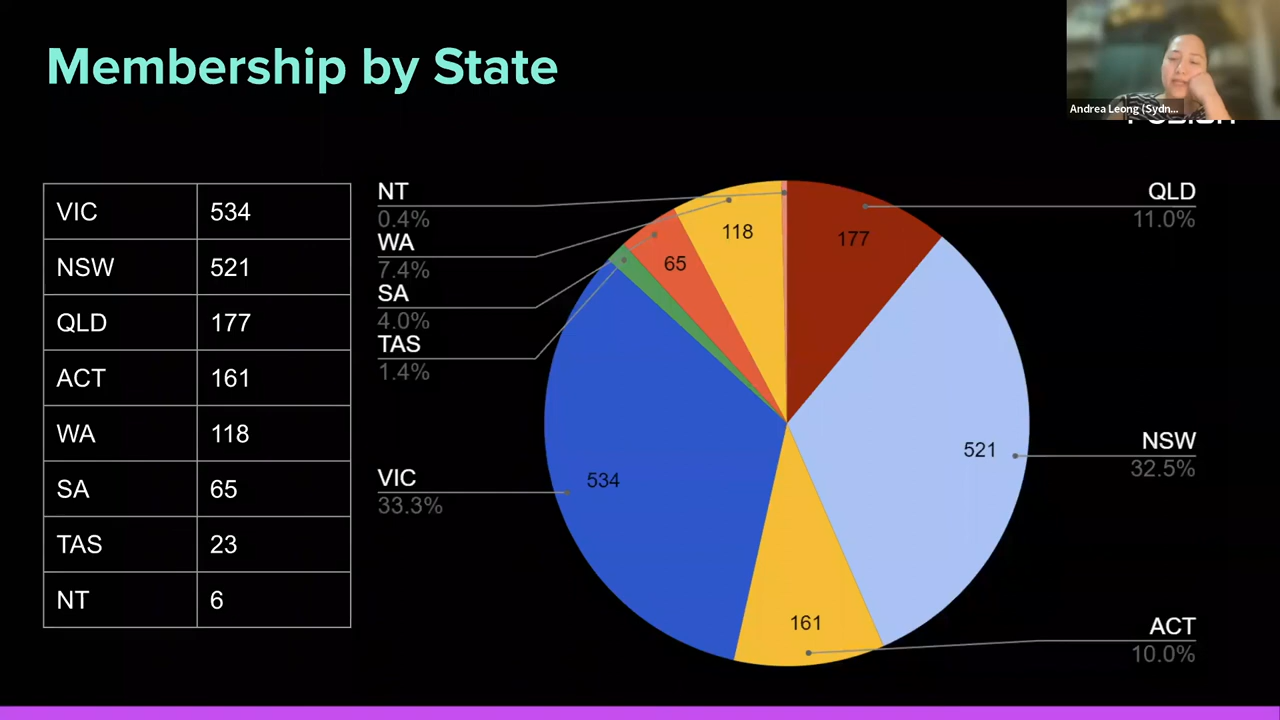 Membership by State
Andrea Leong (Sydn...
VIC 534
NSW 521
QLD 177
ACT 161
WA 118
SA 65
TAS 23
NT 6
NT
0.4%
WA
7.4%
SA
4.0%
TAS
1.4%
VIC
33.3%
QLD
11.0%
NSW
32.5%
ACT
10.0%
118
177
65
521
534
161